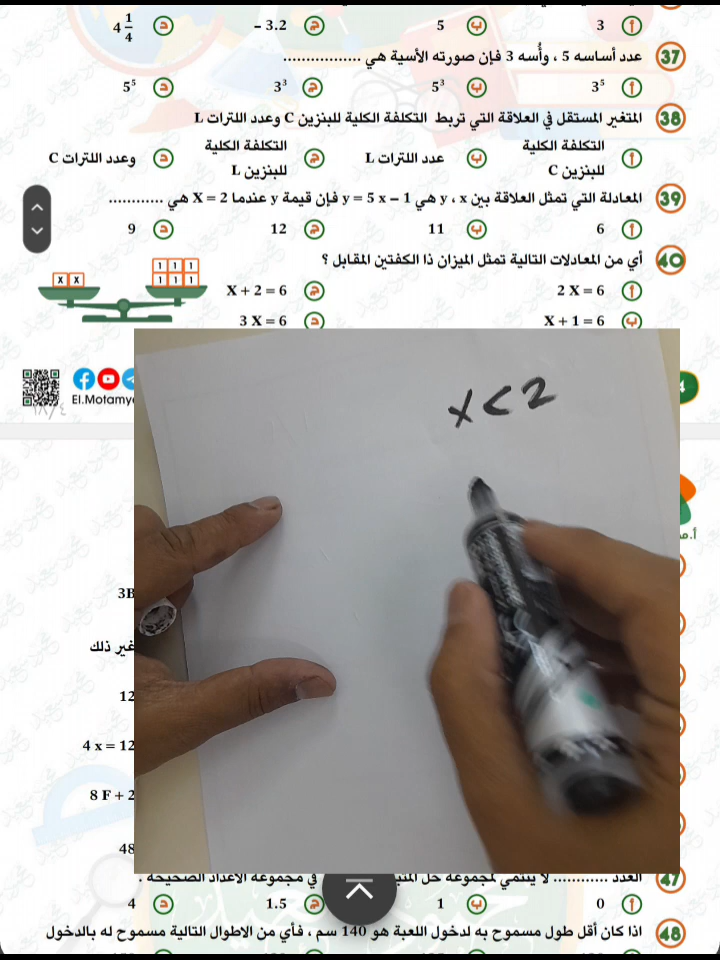 أ 3 ب 5 ج – 3.2 د 4 1/4
37 عدد أساسه 5 ، وأُسه 3 فإن صورته الأسية هي .................
أ 3⁵ ب 5³ ج 3³ د 5⁵
38 المتغير المستقل في العلاقة التي تربط التكلفة الكلية للبنزين C وعدد اللترات L
أ التكلفة الكلية للبنزين C ب عدد اللترات L ج التكلفة الكلية للبنزين L د وعدد اللترات C
39 المعادلة التي تمثل العلاقة بين y ، x هي y = 5 x – 1 فإن قيمة y عندما X = 2 هي ............
أ 6 ب 11 ج 12 د 9
40 أي من المعادلات التالية تمثل الميزان ذا الكفتين المقابل ؟
X X
1 1 1
1 1 1
أ 2 X = 6 ج X + 2 = 6
ب X + 1 = 6 د 3 X = 6
El.Motamy
4
x < 2
أ.م
3B
غير ذلك
12
4 x = 12
8 F + 2
48
47 العدد ............ لا ينتمي لمجموعة حل في مجموعة الأعداد الصحيحة .
أ 0 ب 1 ج 1.5 د 4
48 اذا كان أقل طول مسموح به لدخول اللعبة هو 140 سم ، فأي من الاطوال التالية مسموح له بالدخول